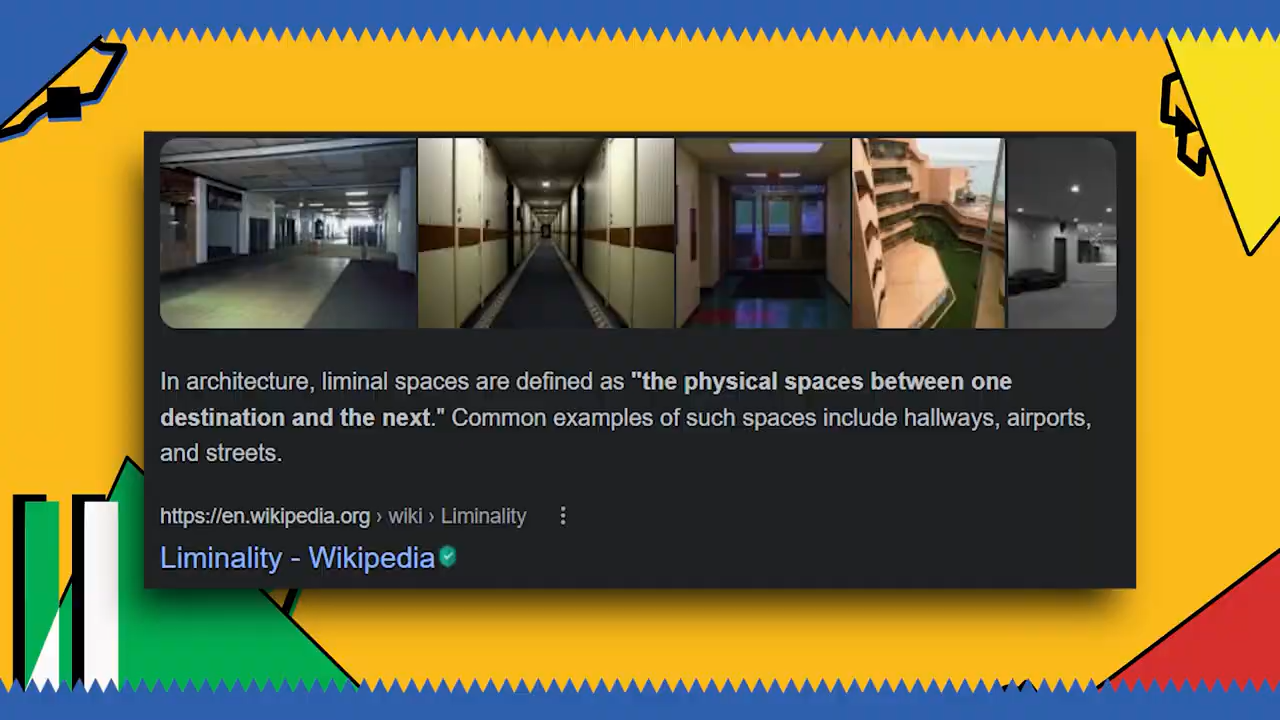 In architecture, liminal spaces are defined as "the physical spaces between one
destination and the next." Common examples of such spaces include hallways, airports,
and streets.
https://en.wikipedia.org › wiki › Liminality
Liminality - Wikipedia